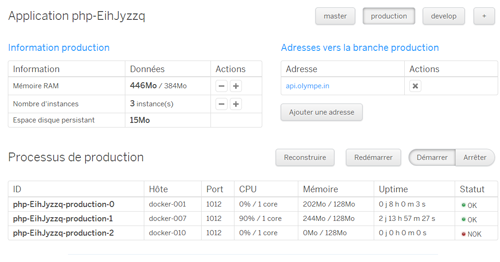 Application php-EihJyzzq
master production develop +
Information production
Information Données Actions
Mémoire RAM 446Mo / 384Mo − +
Nombre d'instances 3 instance(s) − +
Espace disque persistant 15Mo
Adresses vers la branche production
Adresse Actions
api.olympe.in ✖
Ajouter une adresse
Processus de production
Reconstruire Redémarrer Démarrer Arrêter
ID Hôte Port CPU Mémoire Uptime Statut
php-EihJyzzq-production-0 docker-001 1012 0% / 1 core 202Mo / 128Mo 0 j 8 h 0 m 3 s OK
php-EihJyzzq-production-1 docker-007 1012 90% / 1 core 244Mo / 128Mo 2 j 13 h 57 m 27 s OK
php-EihJyzzq-production-2 docker-010 1012 0% / 1 core 0Mo / 128Mo 0 j 0 h 0 m 0 s NOK